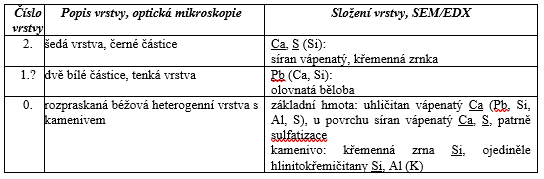 Číslo vrstvy Popis vrstvy, optická mikroskopie Složení vrstvy, SEM/EDX
2. šedá vrstva, černé částice Ca, S (Si):
síran vápenatý, křemenná zrnka
1.? dvě bílé částice, tenká vrstva Pb (Ca, Si):
olovnatá běloba
0. rozpraskaná béžová heterogenní vrstva s kamenivem
základní hmota: uhličitan vápenatý Ca (Pb, Si,
Al, S), u povrchu síran vápenatý Ca, S, patrně
sulfatizace
kamenivo: křemenná zrna Si, ojediněle
hlinitokřemičitany Si, Al (K)